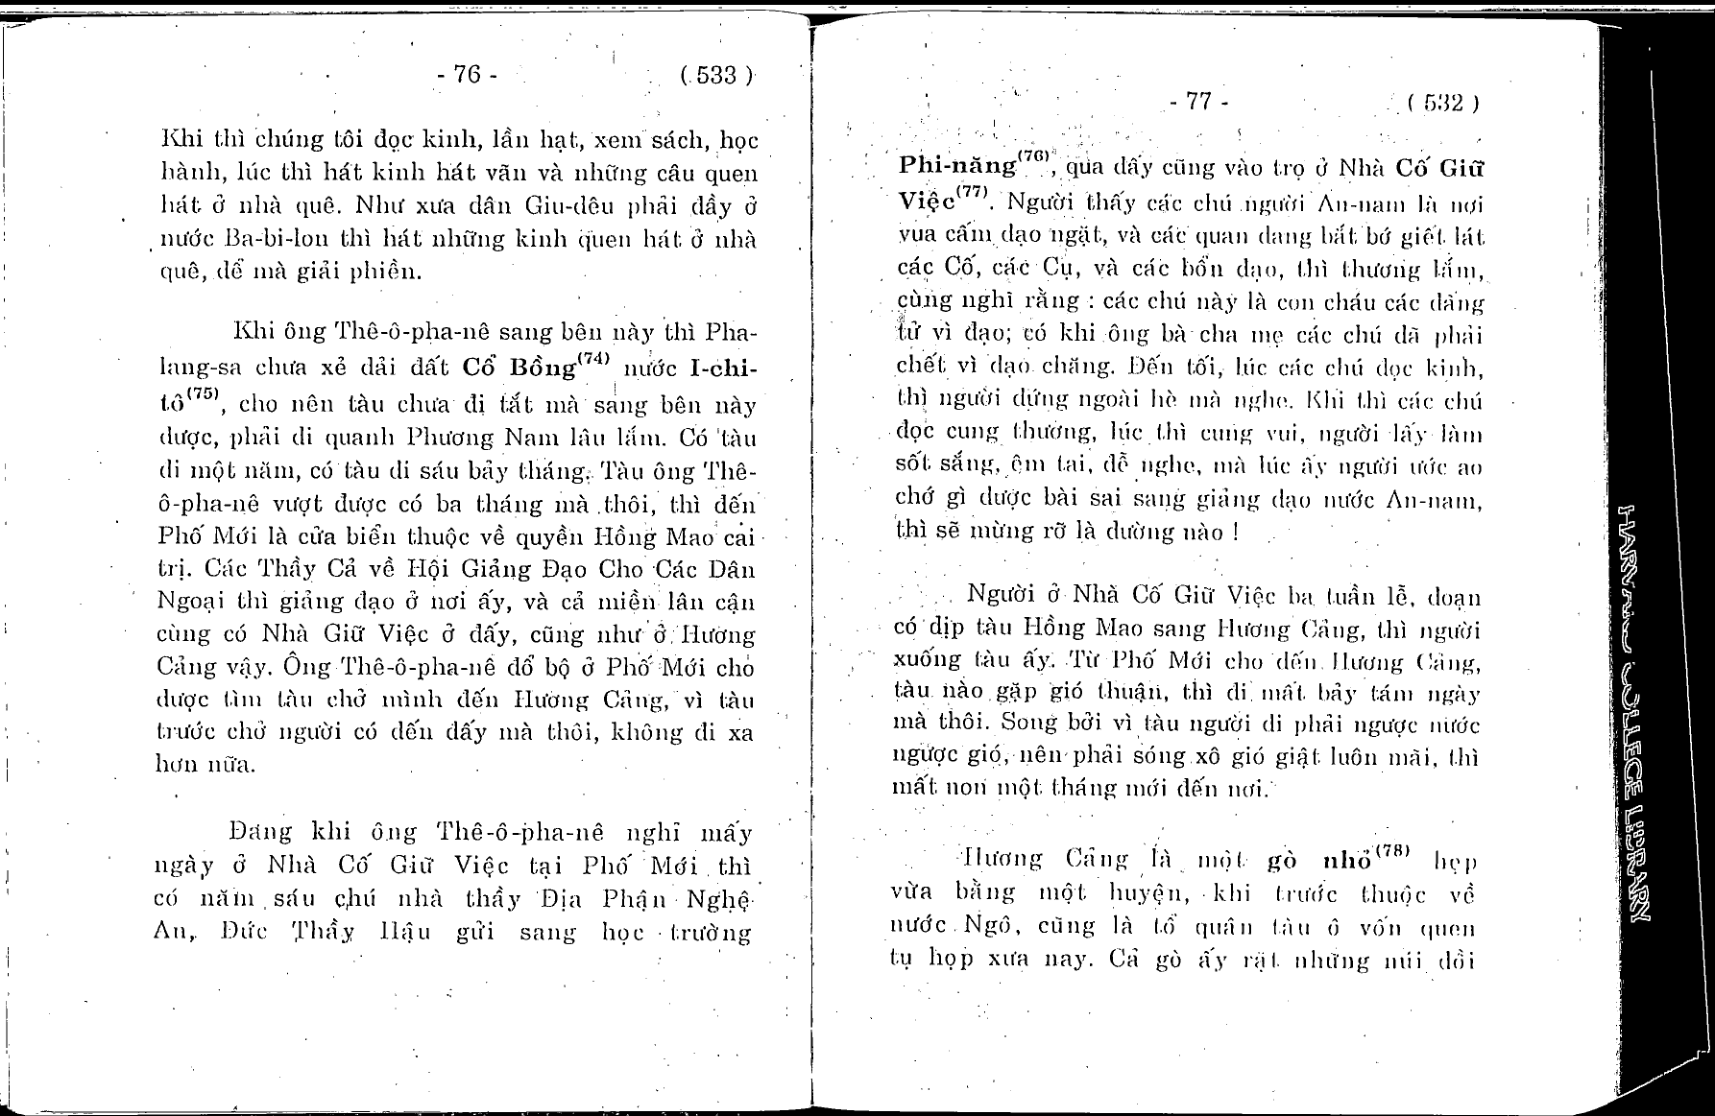 - 76 - ( 533 )
Khi thì chúng tôi đọc kinh, lần hạt, xem sách, học
hành, lúc thì hát kinh hát vãn và những câu quen
hát ở nhà quê. Như xưa dân Giu-dêu phải đầy ở
nước Ba-bi-lon thì hát những kinh quen hát ở nhà
quê, để mà giải phiền.
Khi ông Thê-ô-pha-nê sang bên này thì Pha-
lang-sa chưa xẻ dải đất Cổ Bồng(74) nước I-chi-
tô(75), cho nên tàu chưa đi tắt mà sang bên này
được, phải đi quanh Phương Nam lâu lắm. Có tàu
đi một năm, có tàu đi sáu bảy tháng. Tàu ông Thê-
ô-pha-nê vượt được có ba tháng mà thôi, thì đến
Phố Mới là cửa biển thuộc về quyền Hồng Mao cai
trị. Các Thầy Cả về Hội Giảng Đạo Cho Các Dân
Ngoại thì giảng đạo ở nơi ấy, và cả miền lân cận
cùng có Nhà Giữ Việc ở đấy, cũng như ở Hương
Cảng vậy. Ông Thê-ô-pha-nê đổ bộ ở Phố Mới cho
được tìm tàu chở mình đến Hương Cảng, vì tàu
trước chở người có đến đấy mà thôi, không đi xa
hơn nữa.
Đang khi ông Thê-ô-pha-nê nghỉ mấy
ngày ở Nhà Cố Giữ Việc tại Phố Mới thì
có năm sáu chú nhà thầy Địa Phận Nghệ
An, Đức Thầy Hậu gửi sang học trường
- 77 - ( 532 )
Phi-năng(76), qua đấy cũng vào trọ ở Nhà Cố Giữ
Việc(77). Người thấy các chú người An-nam là nơi
vua cấm đạo ngặt, và các quan đang bắt bớ giết lát
các Cố, các Cụ, và các bổn đạo, thì thương lắm,
cùng nghĩ rằng : các chú này là con cháu các đấng
tử vì đạo; có khi ông bà cha mẹ các chú đã phải
chết vì đạo chăng. Đến tối, lúc các chú đọc kinh,
thì người đứng ngoài hè mà nghe. Khi thì các chú
đọc cung thương, lúc thì cung vui, người lấy làm
sốt sắng, êm tai, dễ nghe, mà lúc ấy người ước ao
chớ gì được bài sai sang giảng đạo nước An-nam,
thì sẽ mừng rỡ là dường nào !
Người ở Nhà Cố Giữ Việc ba tuần lễ, đoạn
có dịp tàu Hồng Mao sang Hương Cảng, thì người
xuống tàu ấy. Từ Phố Mới cho đến Hương Cảng,
tàu nào gặp gió thuận, thì đi mất bảy tám ngày
mà thôi. Song bởi vì tàu người đi phải ngược nước
ngược gió, nên phải sóng xô gió giật luôn mãi, thì
mất non một tháng mới đến nơi.
Hương Cảng là một gò nhỏ(78) hẹp
vừa bằng một huyện, khi trước thuộc về
nước Ngô, cũng là tổ quân tàu ô vốn quen
tụ họp xưa nay. Cả gò ấy rặt những núi đồi
HARVARD COLLEGE LIBRARY